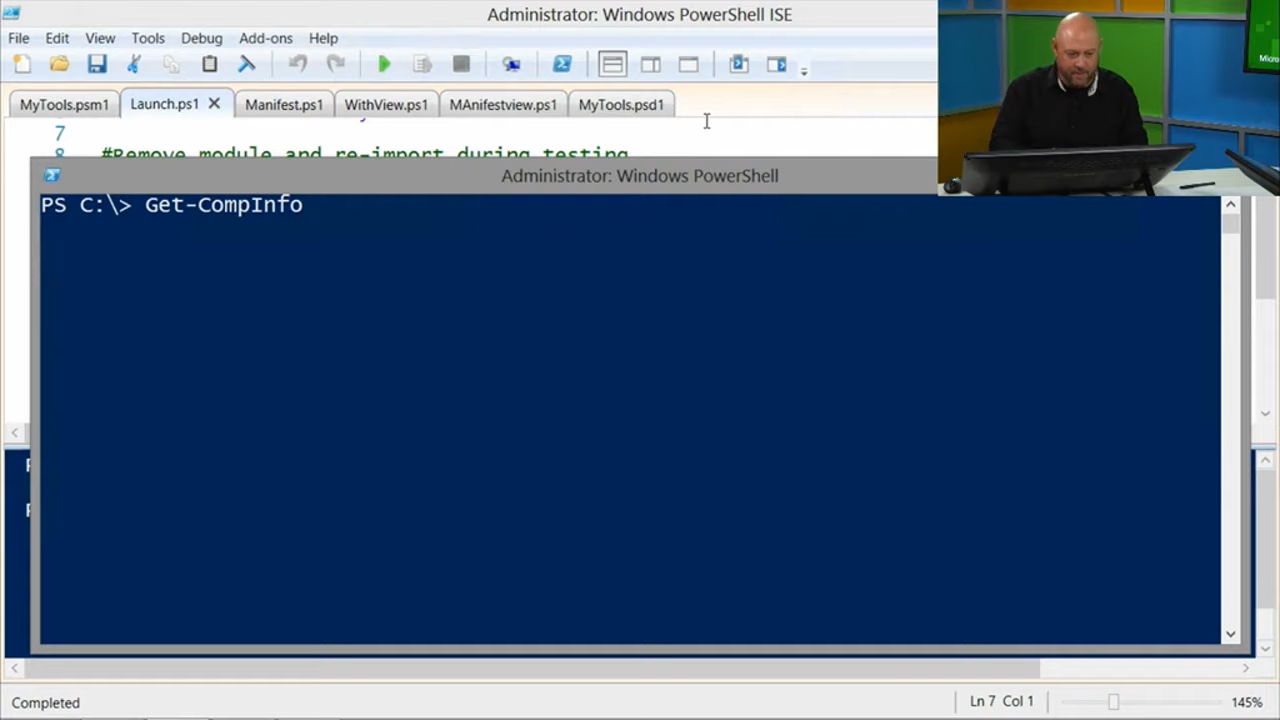 Administrator: Windows PowerShell ISE
File Edit View Tools Debug Add-ons Help
MyTools.psm1 Launch.ps1 Manifest.ps1 WithView.ps1 MAnifestview.ps1 MyTools.psd1
7
8 #Remove module and re-import during testing
Administrator: Windows PowerShell
PS C:\> Get-CompInfo
Completed
Ln 7 Col 1
145%